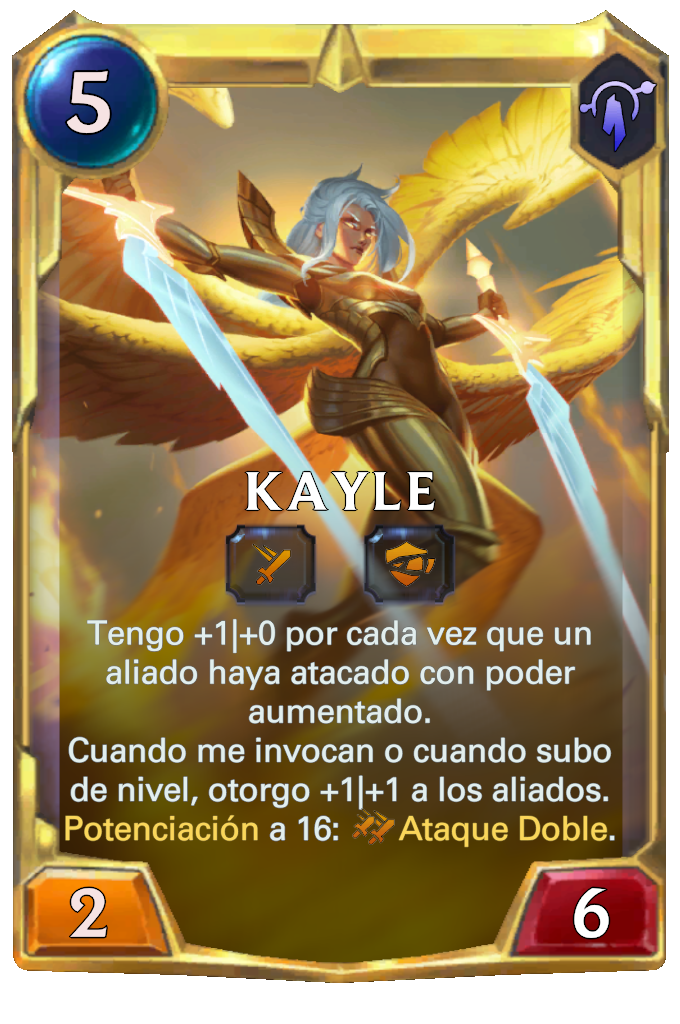 5
KAYLE
Tengo +1|+0 por cada vez que un
aliado haya atacado con poder
aumentado.
Cuando me invocan o cuando subo
de nivel, otorgo +1|+1 a los aliados.
Potenciación a 16: Ataque Doble.
2
6